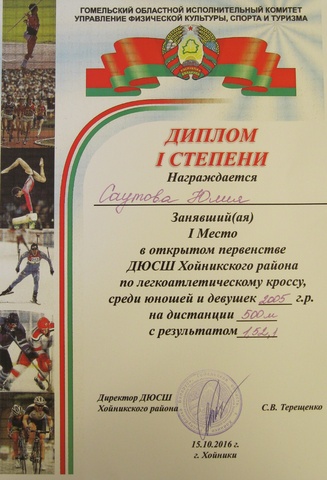 ГОМЕЛЬСКИЙ ОБЛАСТНОЙ ИСПОЛНИТЕЛЬНЫЙ КОМИТЕТ
УПРАВЛЕНИЕ ФИЗИЧЕСКОЙ КУЛЬТУРЫ, СПОРТА И ТУРИЗМА
ДИПЛОМ
I СТЕПЕНИ
Награждается
Саутова Юлия
Занявший(ая)
I Место
в открытом первенстве
ДЮСШ Хойникского района
по легкоатлетическому кроссу,
среди юношей и девушек 2005 г.р.
на дистанции 500м
с результатом 1.52,1
Директор ДЮСШ
Хойникского района
С.В. Терещенко
15.10.2016 г.
г. Хойники